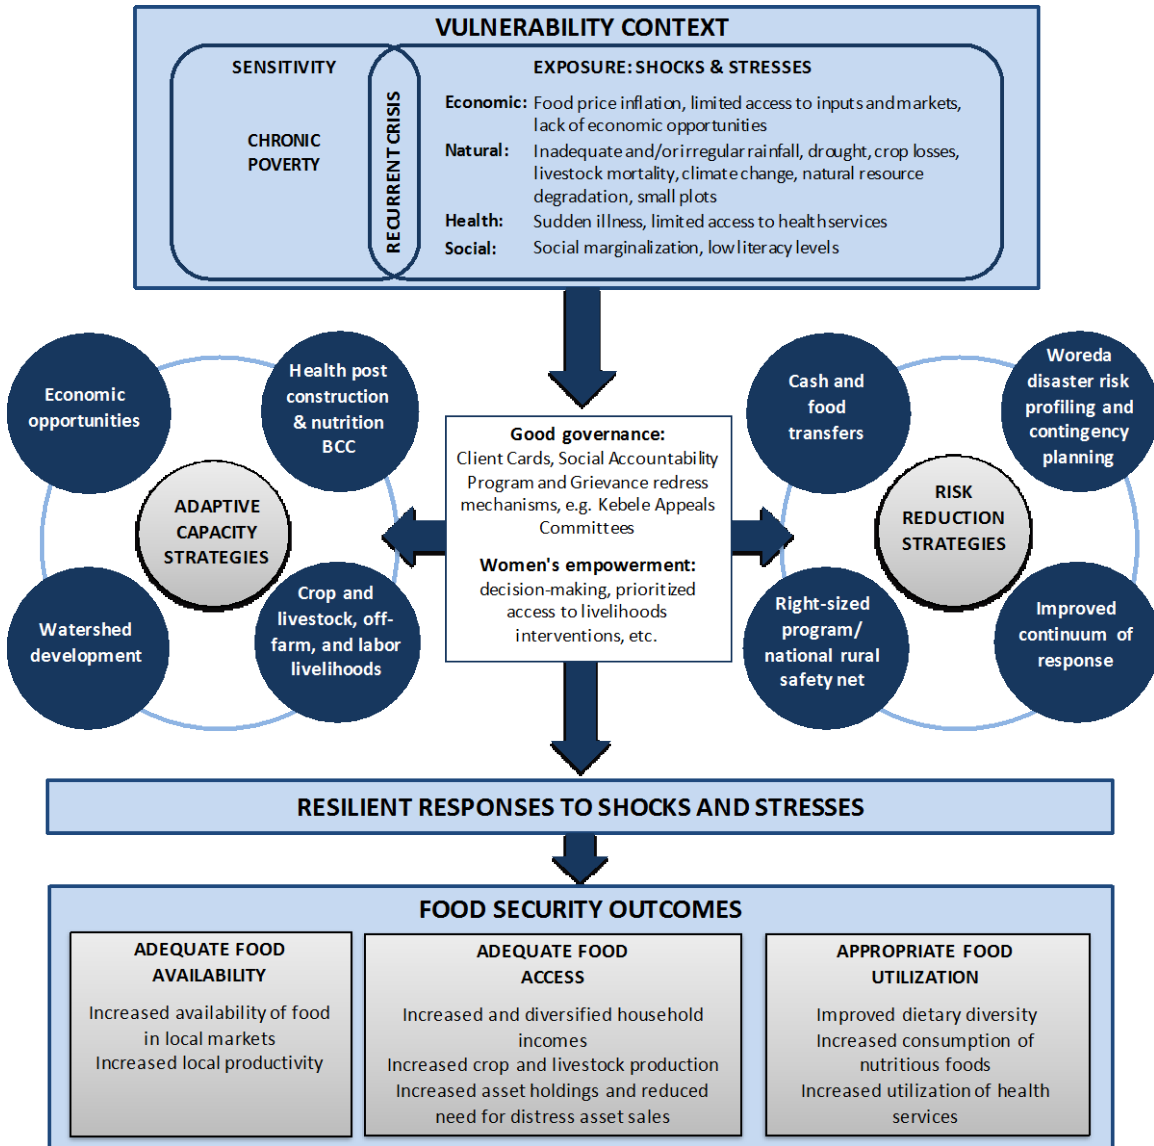 VULNERABILITY CONTEXT
SENSITIVITY
CHRONIC
POVERTY
RECURRENT CRISIS
EXPOSURE: SHOCKS & STRESSES
Economic: Food price inflation, limited access to inputs and markets,
lack of economic opportunities
Natural: Inadequate and/or irregular rainfall, drought, crop losses,
livestock mortality, climate change, natural resource
degradation, small plots
Health: Sudden illness, limited access to health services
Social: Social marginalization, low literacy levels
Economic
opportunities
Health post
construction
& nutrition
BCC
ADAPTIVE
CAPACITY
STRATEGIES
Watershed
development
Crop and
livestock, off-
farm, and labor
livelihoods
Good governance:
Client Cards, Social Accountability
Program and Grievance redress
mechanisms, e.g. Kebele Appeals
Committees
Women's empowerment:
decision-making, prioritized
access to livelihoods
interventions, etc.
Cash and
food
transfers
Woreda
disaster risk
profiling and
contingency
planning
RISK
REDUCTION
STRATEGIES
Right-sized
program/
national rural
safety net
Improved
continuum of
response
RESILIENT RESPONSES TO SHOCKS AND STRESSES
FOOD SECURITY OUTCOMES
ADEQUATE FOOD
AVAILABILITY
Increased availability of food
in local markets
Increased local productivity
ADEQUATE FOOD
ACCESS
Increased and diversified household
incomes
Increased crop and livestock production
Increased asset holdings and reduced
need for distress asset sales
APPROPRIATE FOOD
UTILIZATION
Improved dietary diversity
Increased consumption of
nutritious foods
Increased utilization of health
services